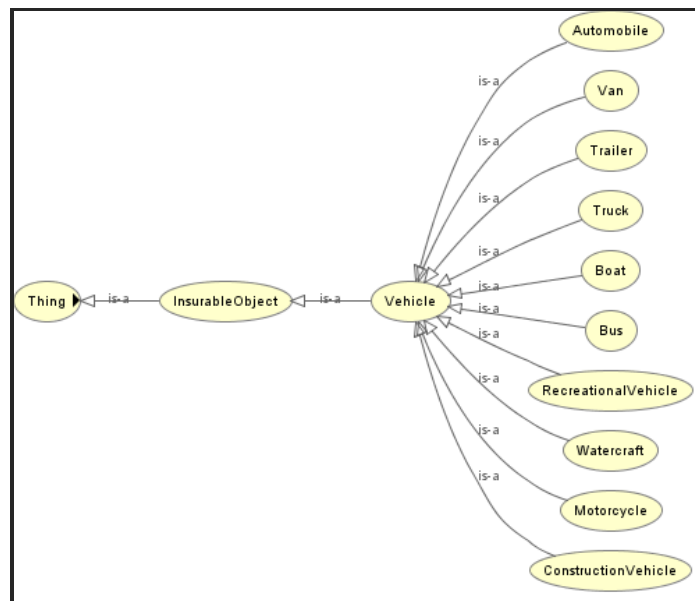 Automobile
is-a
Van
is-a
Trailer
is-a
Truck
is-a
Boat
is-a
Thing
is-a
InsurableObject
is-a
Vehicle
is-a
Bus
is-a
RecreationalVehicle
is-a
Watercraft
is-a
Motorcycle
is-a
ConstructionVehicle